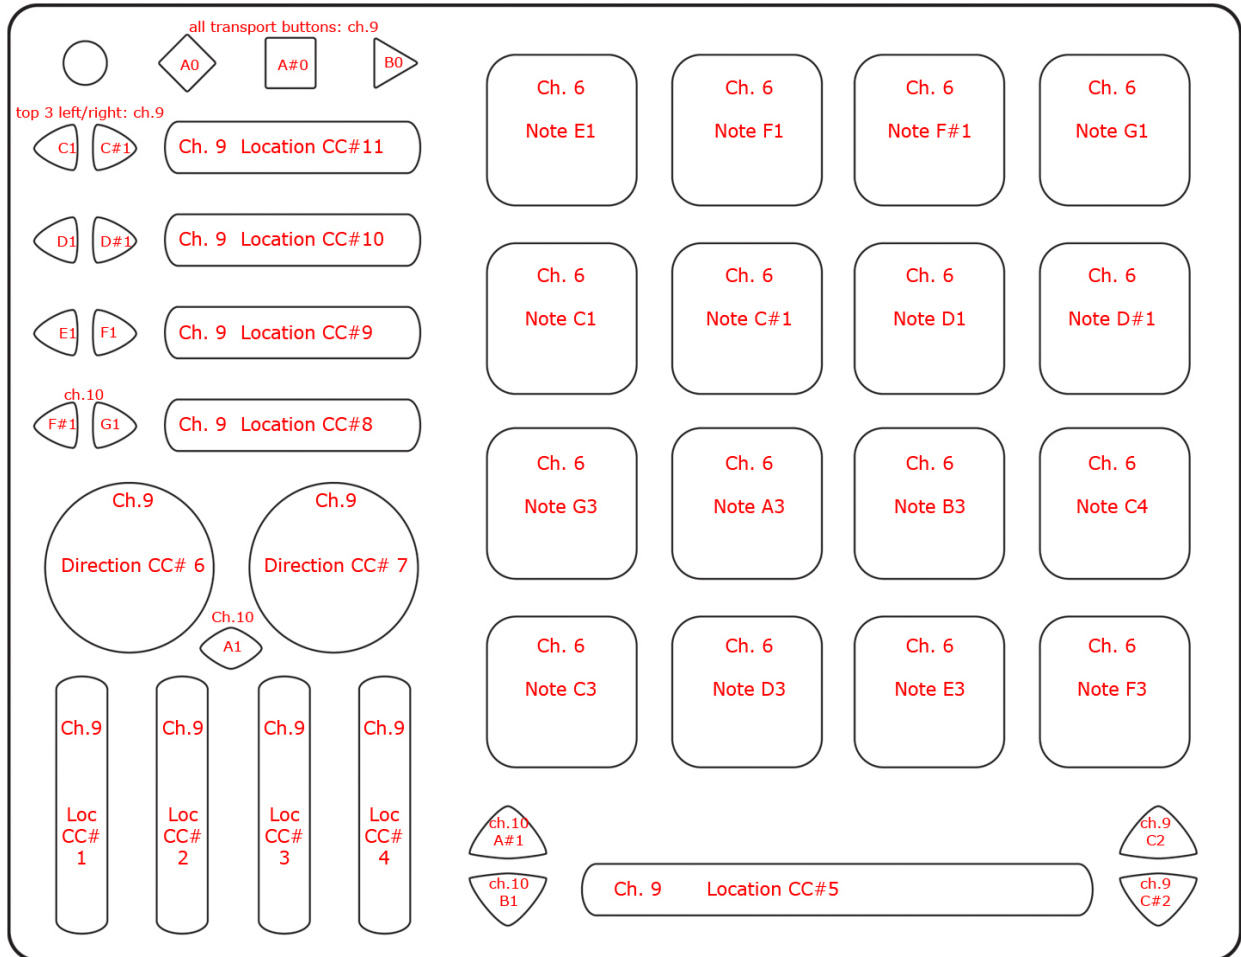 all transport buttons: ch.9
A0
A#0
B0
top 3 left/right: ch.9
C1
C#1
Ch. 9 Location CC#11
D1
D#1
Ch. 9 Location CC#10
E1
F1
Ch. 9 Location CC#9
ch.10
F#1
G1
Ch. 9 Location CC#8
Ch.9
Direction CC# 6
Ch.9
Direction CC# 7
Ch.10
A1
Ch.9
Loc
CC#
1
Ch.9
Loc
CC#
2
Ch.9
Loc
CC#
3
Ch.9
Loc
CC#
4
Ch. 6
Note E1
Ch. 6
Note F1
Ch. 6
Note F#1
Ch. 6
Note G1
Ch. 6
Note C1
Ch. 6
Note C#1
Ch. 6
Note D1
Ch. 6
Note D#1
Ch. 6
Note G3
Ch. 6
Note A3
Ch. 6
Note B3
Ch. 6
Note C4
Ch. 6
Note C3
Ch. 6
Note D3
Ch. 6
Note E3
Ch. 6
Note F3
ch.10
A#1
ch.10
B1
Ch. 9 Location CC#5
ch.9
C2
ch.9
C#2